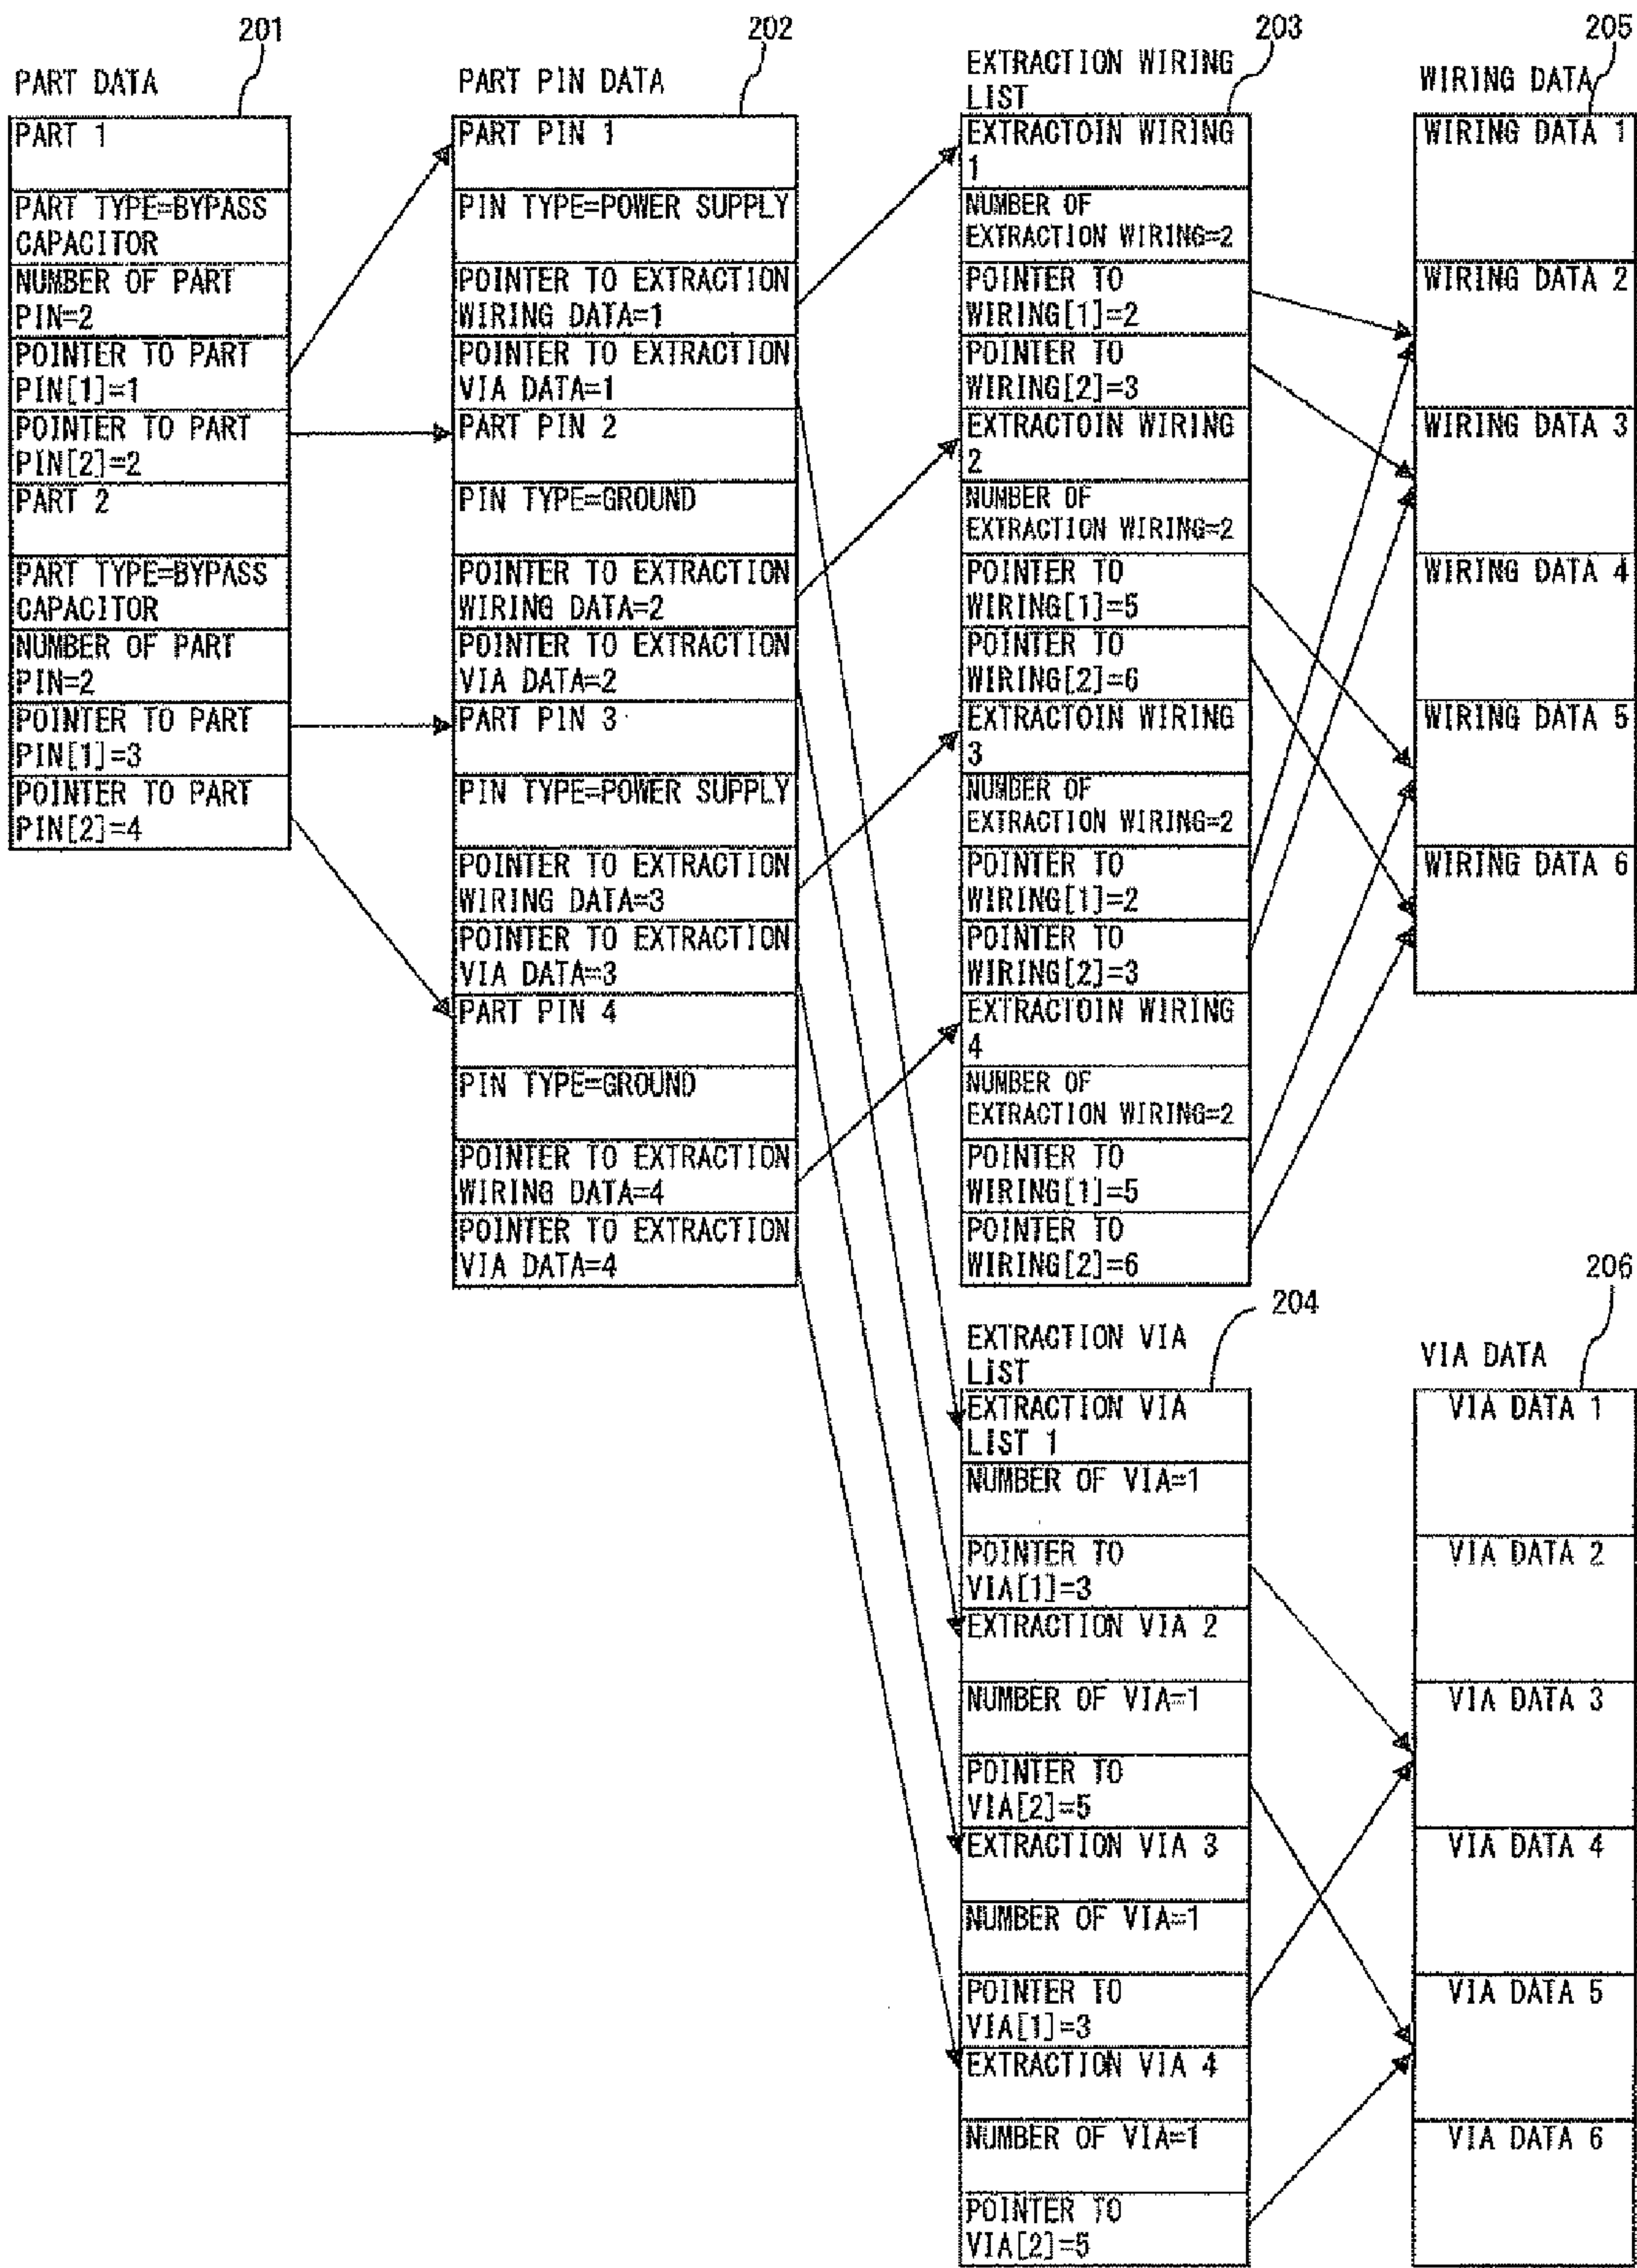 201
PART DATA
PART 1
PART TYPE=BYPASS
CAPACITOR
NUMBER OF PART
PIN=2
POINTER TO PART
PIN[1]=1
POINTER TO PART
PIN[2]=2
PART 2
PART TYPE=BYPASS
CAPACITOR
NUMBER OF PART
PIN=2
POINTER TO PART
PIN[1]=3
POINTER TO PART
PIN[2]=4
202
PART PIN DATA
PART PIN 1
PIN TYPE=POWER SUPPLY
POINTER TO EXTRACTION
WIRING DATA=1
POINTER TO EXTRACTION
VIA DATA=1
PART PIN 2
PIN TYPE=GROUND
POINTER TO EXTRACTION
WIRING DATA=2
POINTER TO EXTRACTION
VIA DATA=2
PART PIN 3
PIN TYPE=POWER SUPPLY
POINTER TO EXTRACTION
WIRING DATA=3
POINTER TO EXTRACTION
VIA DATA=3
PART PIN 4
PIN TYPE=GROUND
POINTER TO EXTRACTION
WIRING DATA=4
POINTER TO EXTRACTION
VIA DATA=4
203
EXTRACTION WIRING
LIST
EXTRACTOIN WIRING
1
NUMBER OF
EXTRACTION WIRING=2
POINTER TO
WIRING[1]=2
POINTER TO
WIRING[2]=3
EXTRACTOIN WIRING
2
NUMBER OF
EXTRACTION WIRING=2
POINTER TO
WIRING[1]=5
POINTER TO
WIRING[2]=6
EXTRACTOIN WIRING
3
NUMBER OF
EXTRACTION WIRING=2
POINTER TO
WIRING[1]=2
POINTER TO
WIRING[2]=3
EXTRACTOIN WIRING
4
NUMBER OF
EXTRACTION WIRING=2
POINTER TO
WIRING[1]=5
POINTER TO
WIRING[2]=6
205
WIRING DATA
WIRING DATA 1
WIRING DATA 2
WIRING DATA 3
WIRING DATA 4
WIRING DATA 5
WIRING DATA 6
204
EXTRACTION VIA
LIST
EXTRACTION VIA
LIST 1
NUMBER OF VIA=1
POINTER TO
VIA[1]=3
EXTRACTION VIA 2
NUMBER OF VIA=1
POINTER TO
VIA[2]=5
EXTRACTION VIA 3
NUMBER OF VIA=1
POINTER TO
VIA[1]=3
EXTRACTION VIA 4
NUMBER OF VIA=1
POINTER TO
VIA[2]=5
206
VIA DATA
VIA DATA 1
VIA DATA 2
VIA DATA 3
VIA DATA 4
VIA DATA 5
VIA DATA 6